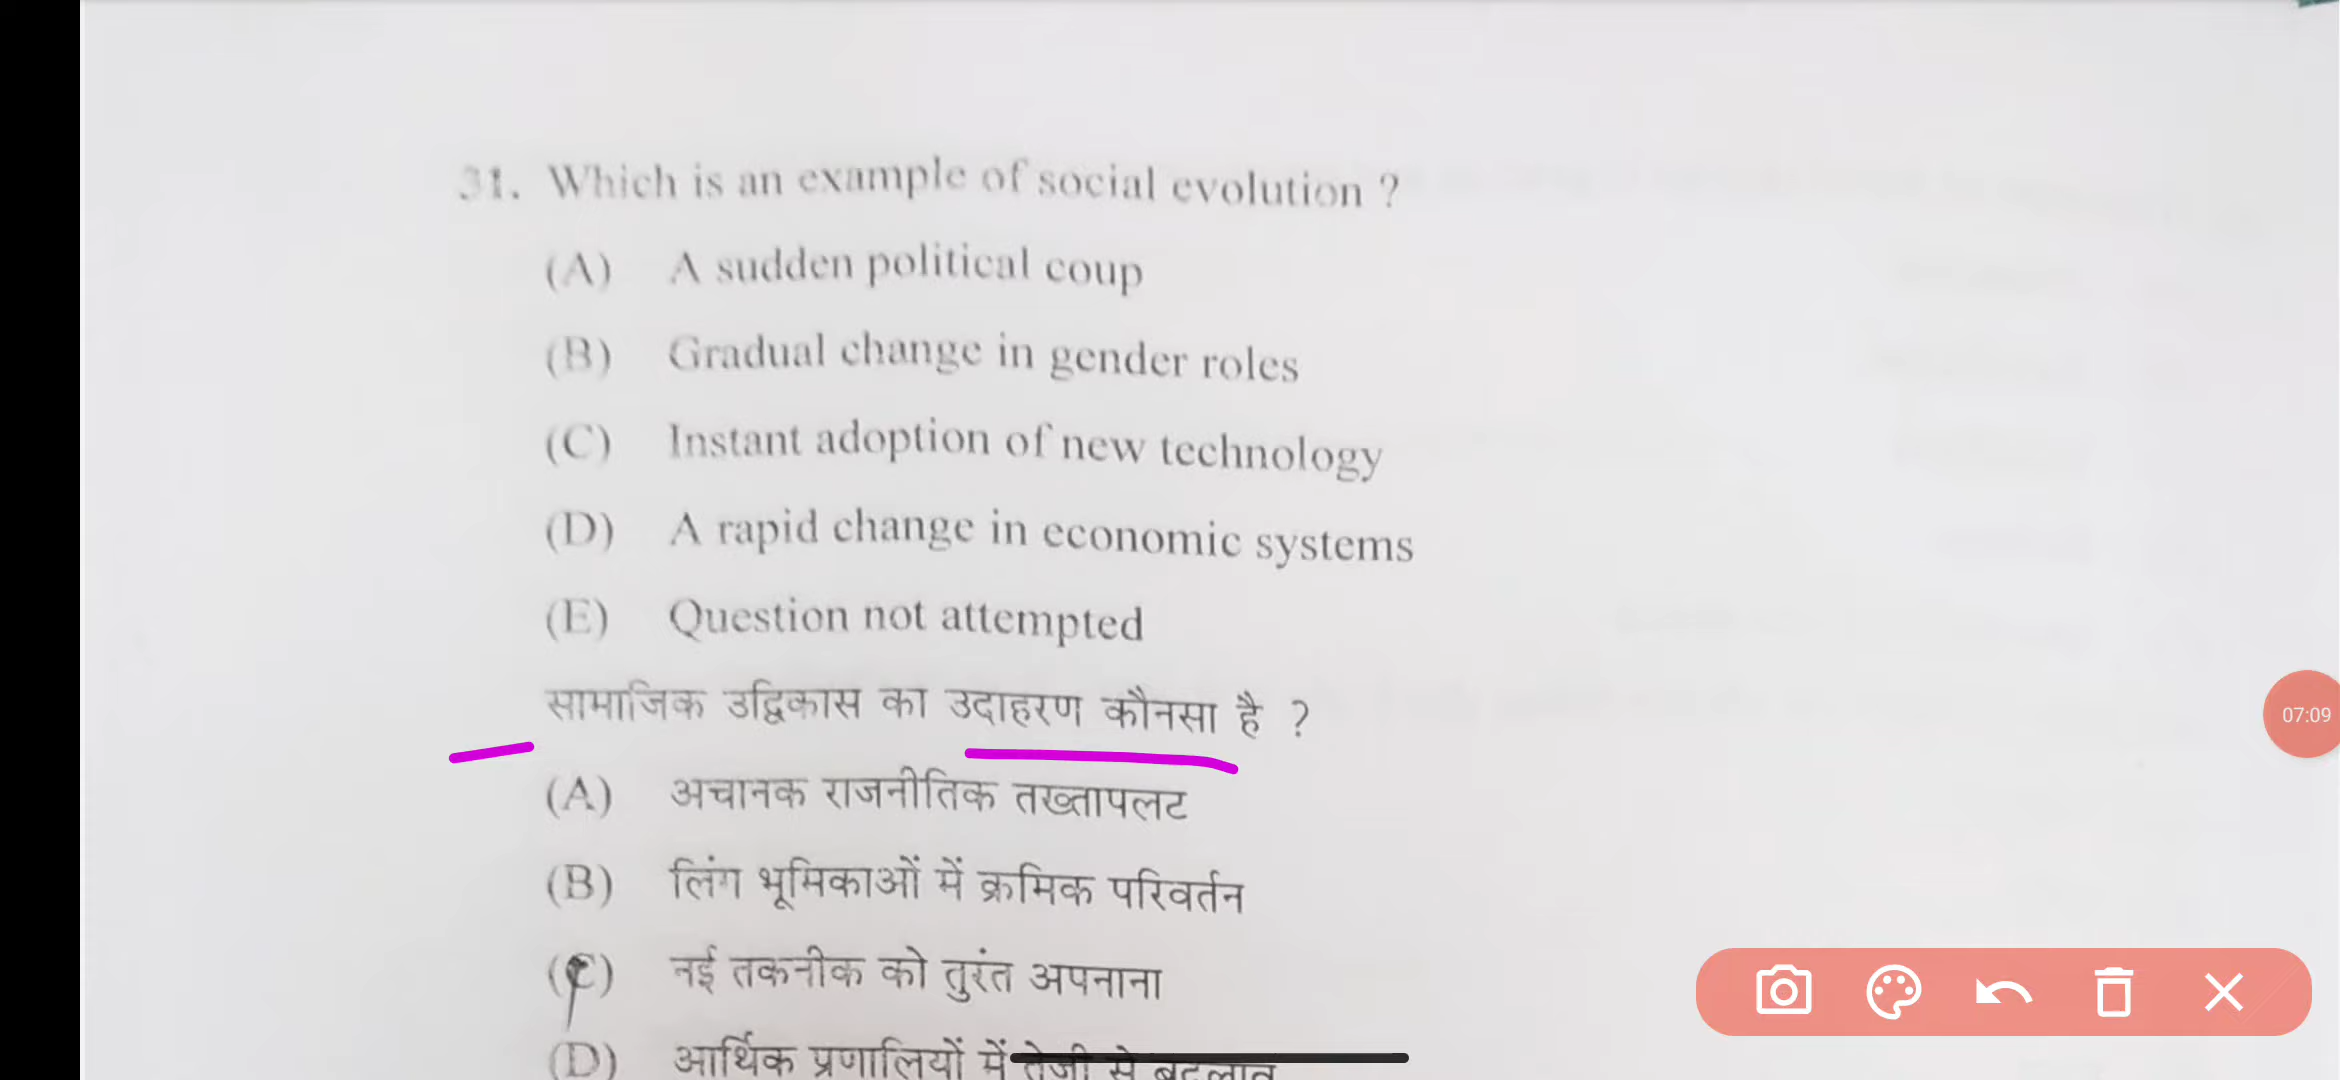 31. Which is an example of social evolution ?
(A) A sudden political coup
(B) Gradual change in gender roles
(C) Instant adoption of new technology
(D) A rapid change in economic systems
(E) Question not attempted
सामाजिक उद्विकास का उदाहरण कौनसा है ?
(A) अचानक राजनीतिक तख्तापलट
(B) लिंग भूमिकाओं में क्रमिक परिवर्तन
(C) नई तकनीक को तुरंत अपनाना
(D) आर्थिक प्रणालियों में तेजी से बदलाव
07:09